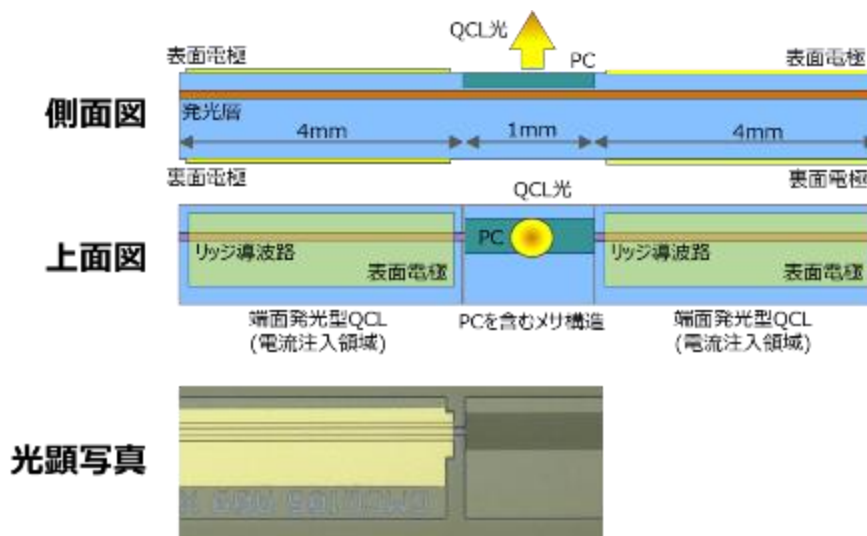 QCL光
表面電極
PC
表面電極
側面図
発光層
4mm
1mm
4mm
裏面電極
裏面電極
QCL光
上面図
リッジ導波路
表面電極
PC
リッジ導波路
表面電極
端面発光型QCL
(電流注入領域)
PCを含むメサ構造
端面発光型QCL
(電流注入領域)
光顕写真